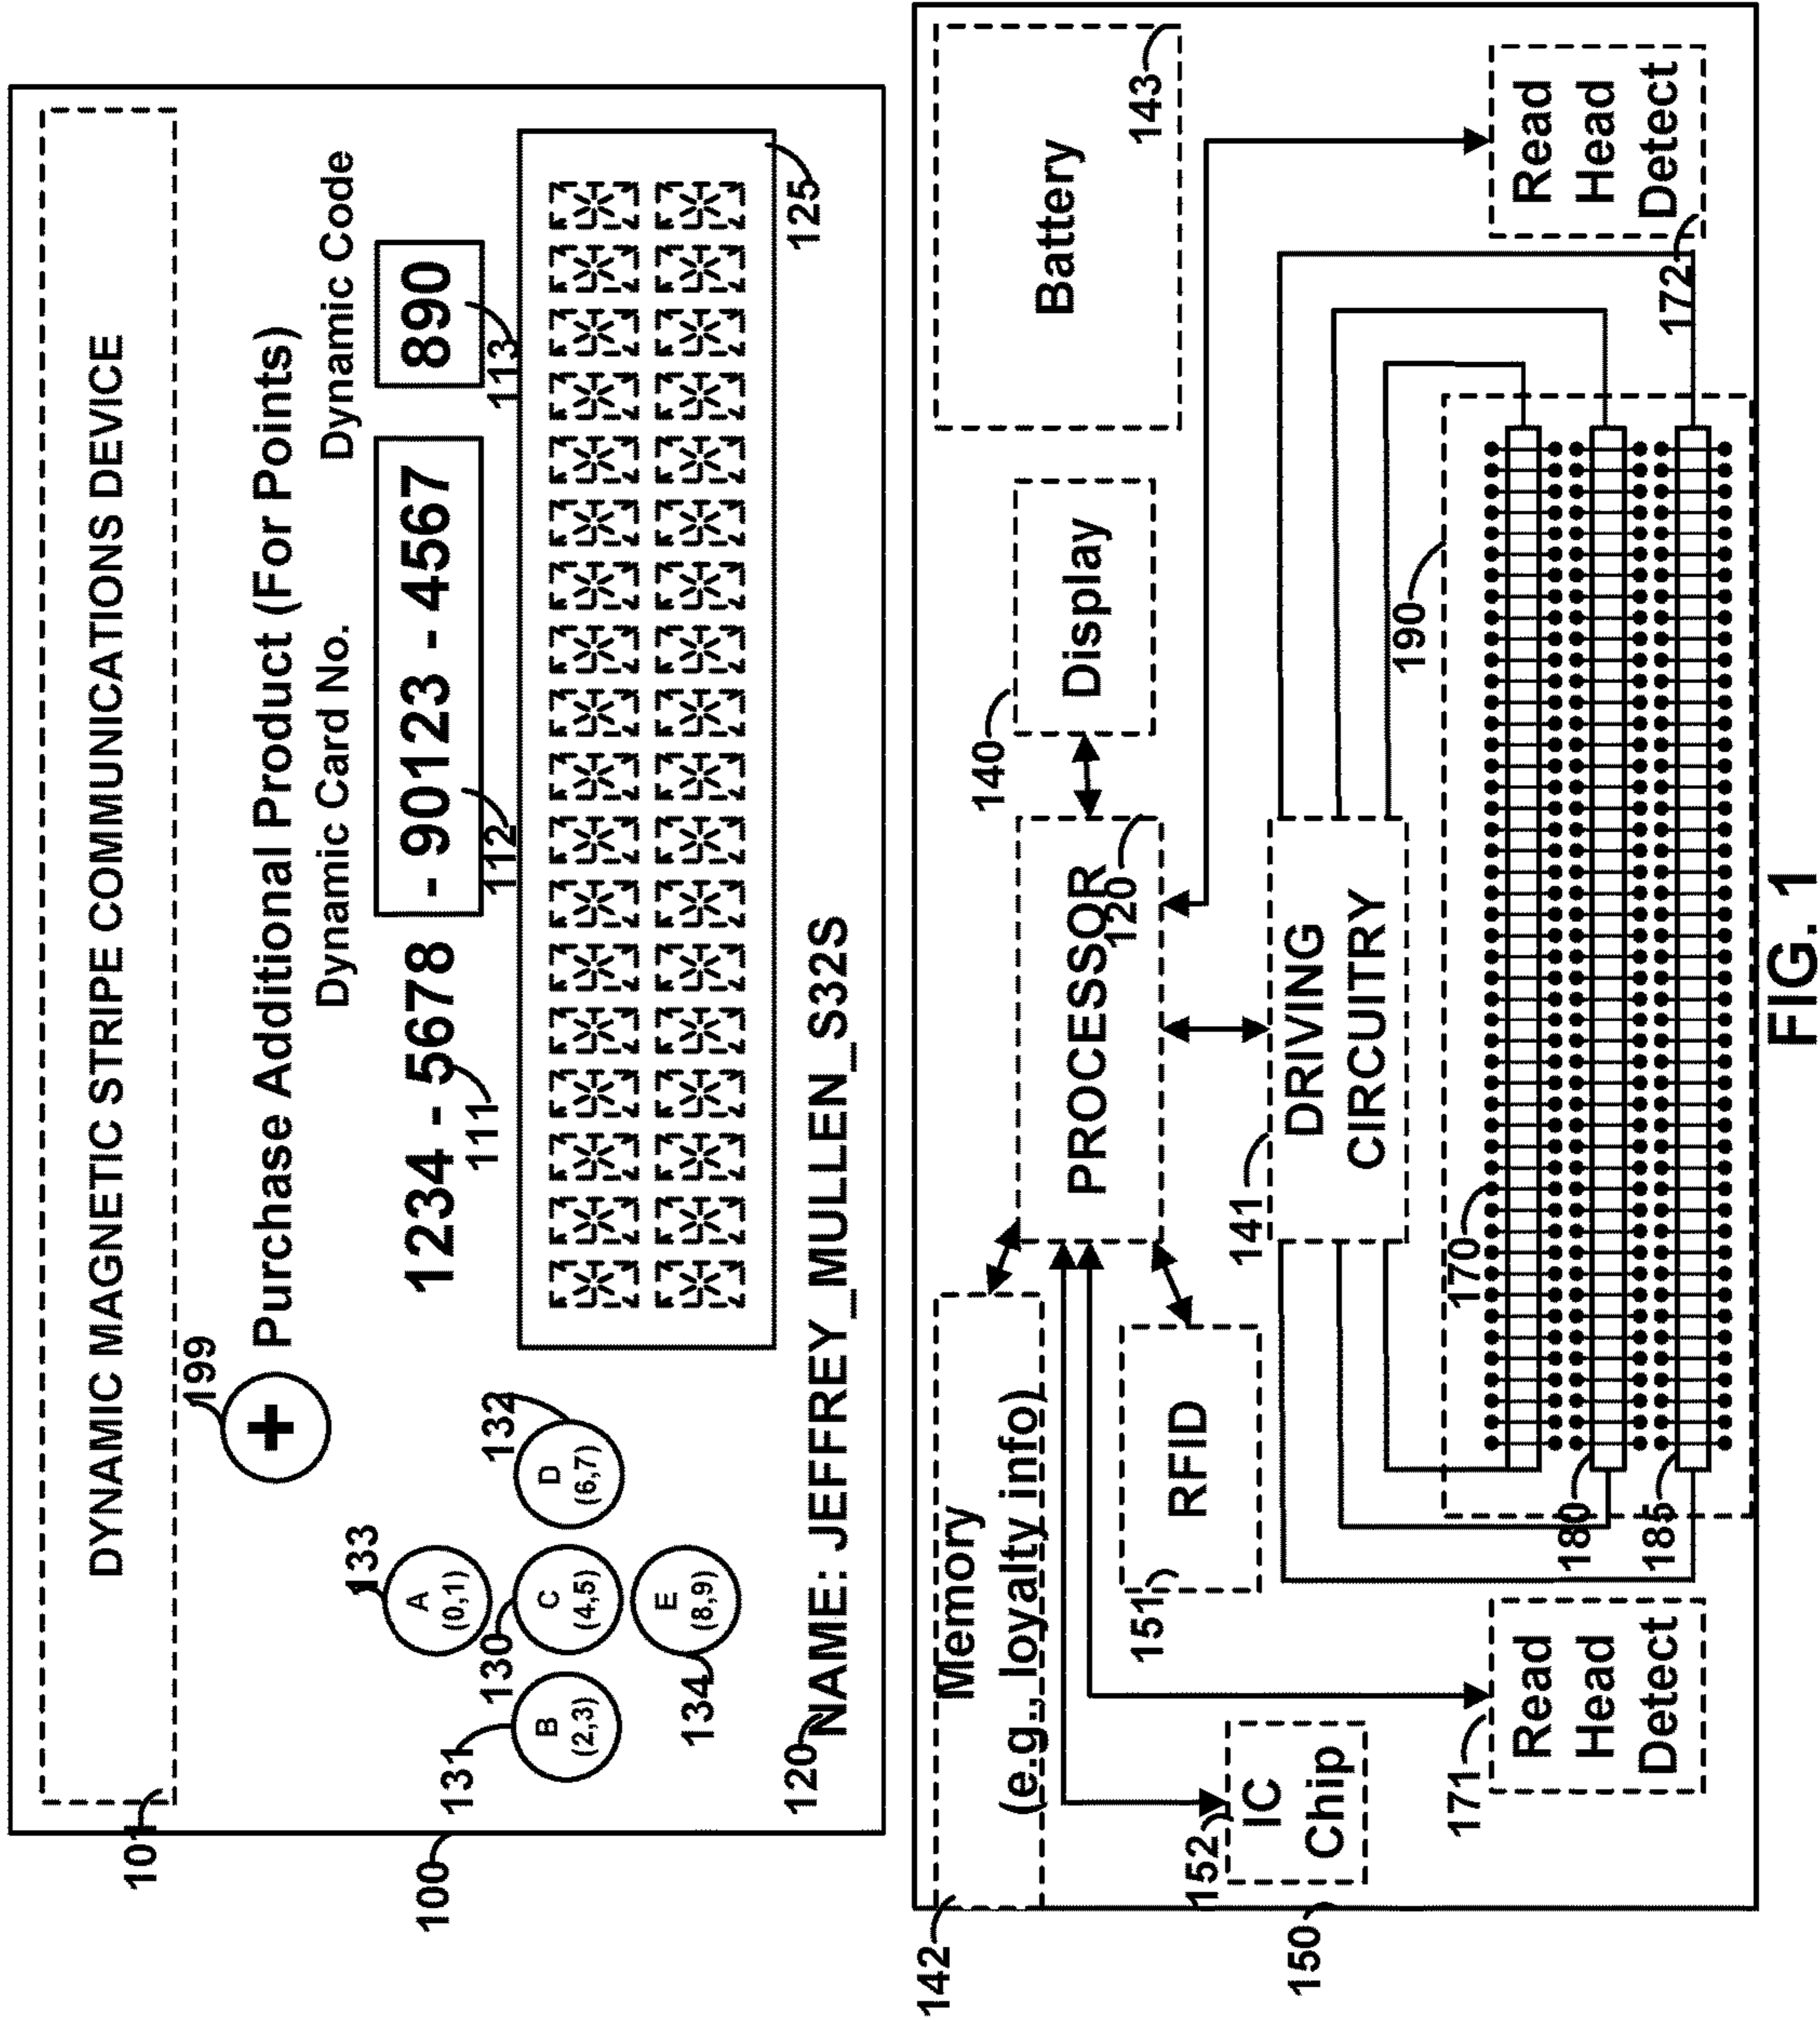 DYNAMIC MAGNETIC STRIPE COMMUNICATIONS DEVICE
101
199
+ Purchase Additional Product (For Points)
100
133
A
(0,1)
131
B
(2,3)
130
C
(4,5)
132
D
(6,7)
134
E
(8,9)
Dynamic Card No.
Dynamic Code
1234 - 5678 - 90123 - 4567
890
111
112
113
125
120
NAME: JEFFREY_MULLEN_S32S
142
Memory
(e.g., loyalty info)
140
Display
Battery
143
PROCESSOR
120
151
RFID
152
IC
Chip
150
141
DRIVING
CIRCUITRY
190
170
180
185
171
Read
Head
Detect
172
Read
Head
Detect
FIG. 1